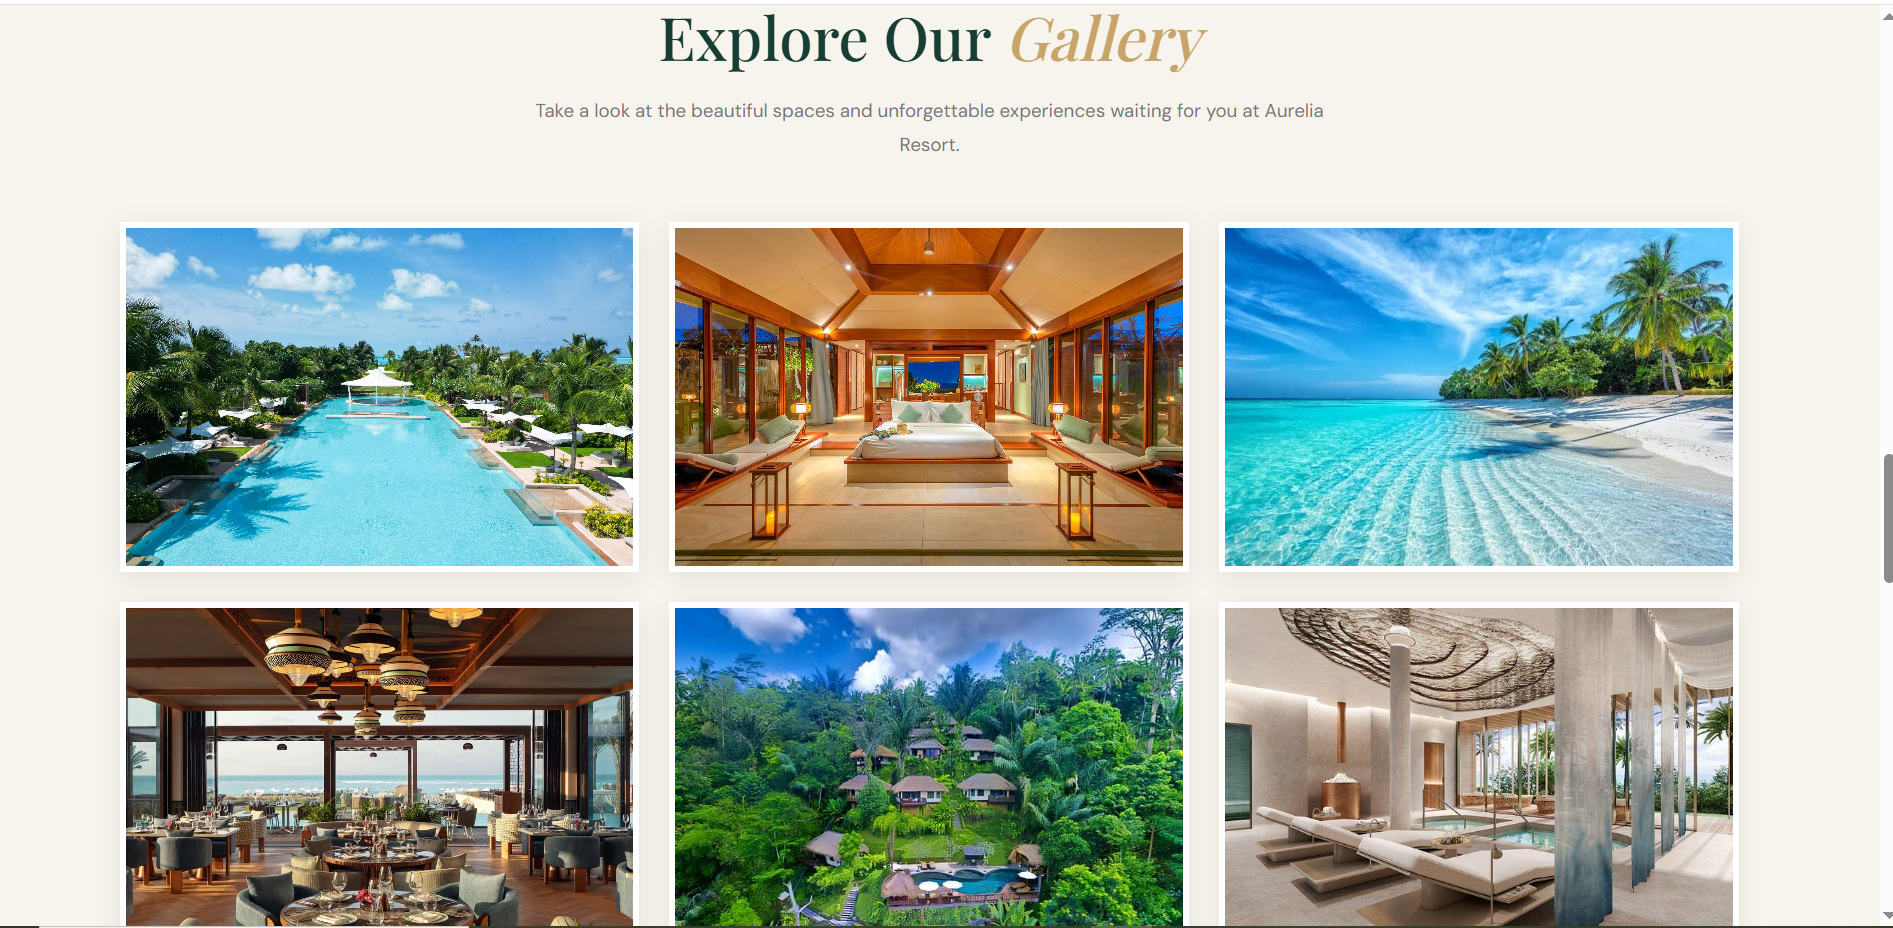 Explore Our Gallery
Take a look at the beautiful spaces and unforgettable experiences waiting for you at Aurelia
Resort.